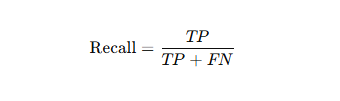 Recall = TP / (TP + FN)